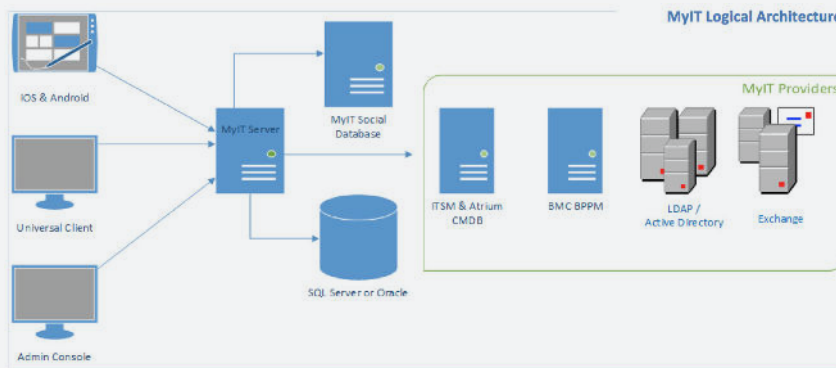 MyIT Logical Architecture
IOS & Android
MyIT Server
MyIT Social
Database
MyIT Providers
Universal Client
ITSM & Atrium
CMDB
BMC BPPM
LDAP /
Active Directory
Exchange
SQL Server or Oracle
Admin Console